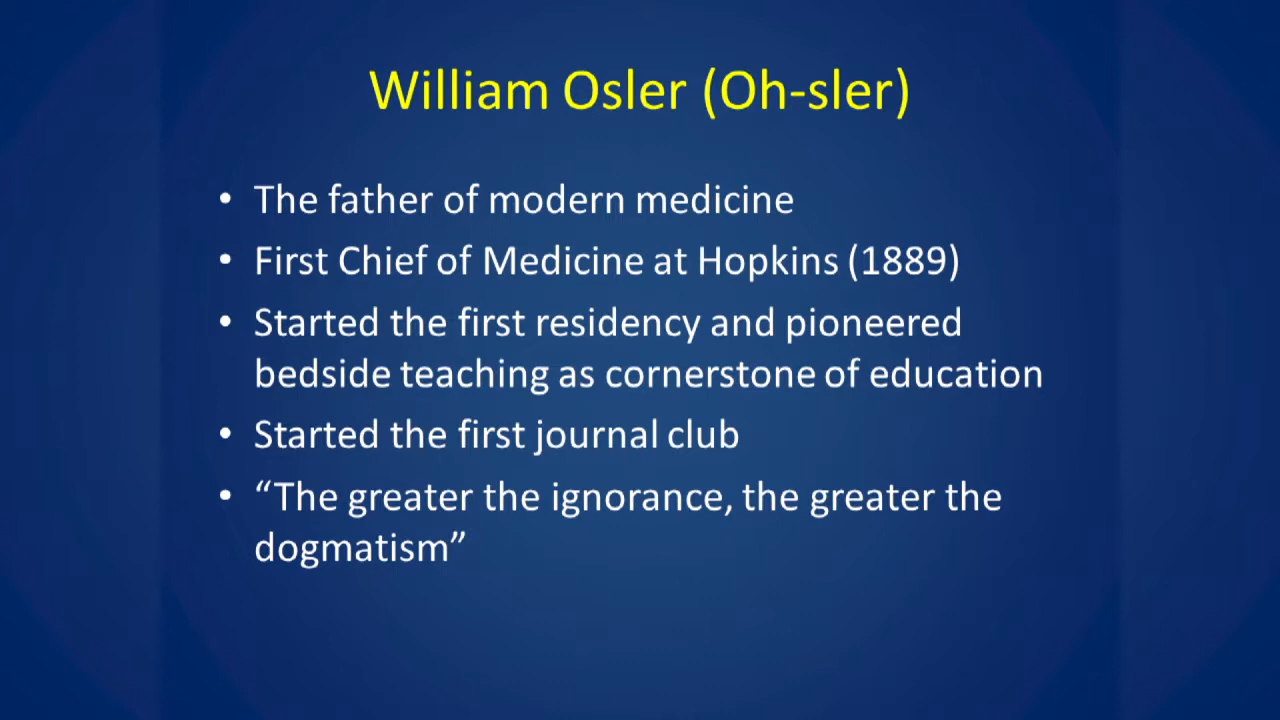 William Osler (Oh-sler)
• The father of modern medicine
• First Chief of Medicine at Hopkins (1889)
• Started the first residency and pioneered
bedside teaching as cornerstone of education
• Started the first journal club
• “The greater the ignorance, the greater the
dogmatism”